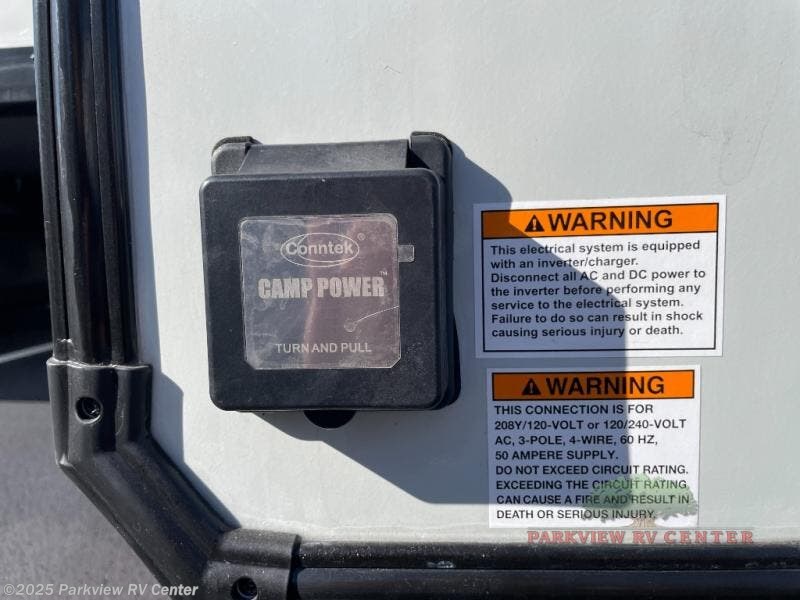 Conntek®
CAMP POWER™
TURN AND PULL
WARNING
This electrical system is equipped
with an inverter/charger.
Disconnect all AC and DC power to
the inverter before performing any
service to the electrical system.
Failure to do so can result in shock
causing serious injury or death.
WARNING
THIS CONNECTION IS FOR
208Y/120-VOLT or 120/240-VOLT
AC, 3-POLE, 4-WIRE, 60 HZ,
50 AMPERE SUPPLY.
DO NOT EXCEED CIRCUIT RATING.
EXCEEDING THE CIRCUIT RATING
CAN CAUSE A FIRE AND RESULT IN
DEATH OR SERIOUS INJURY.
PARKVIEW RV CENTER
©2025 Parkview RV Center